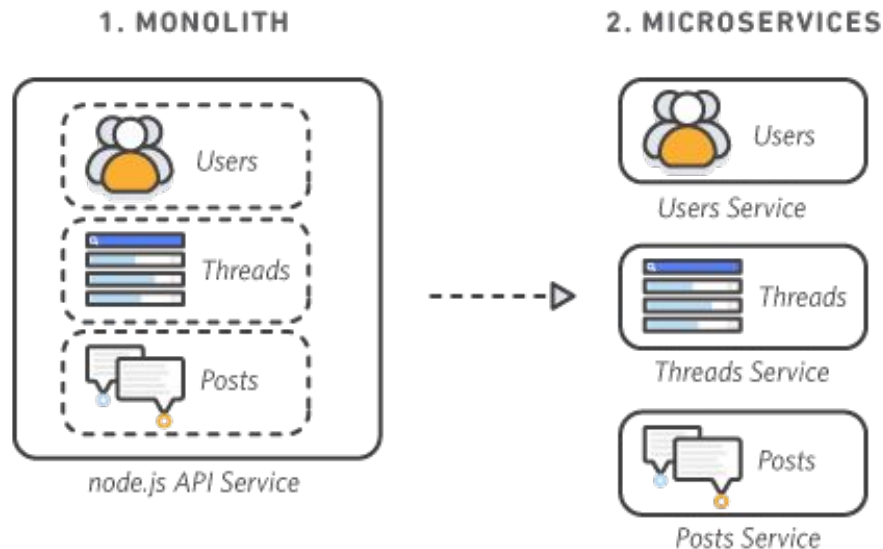 1. MONOLITH
Users
Threads
Posts
node.js API Service
2. MICROSERVICES
Users
Users Service
Threads
Threads Service
Posts
Posts Service